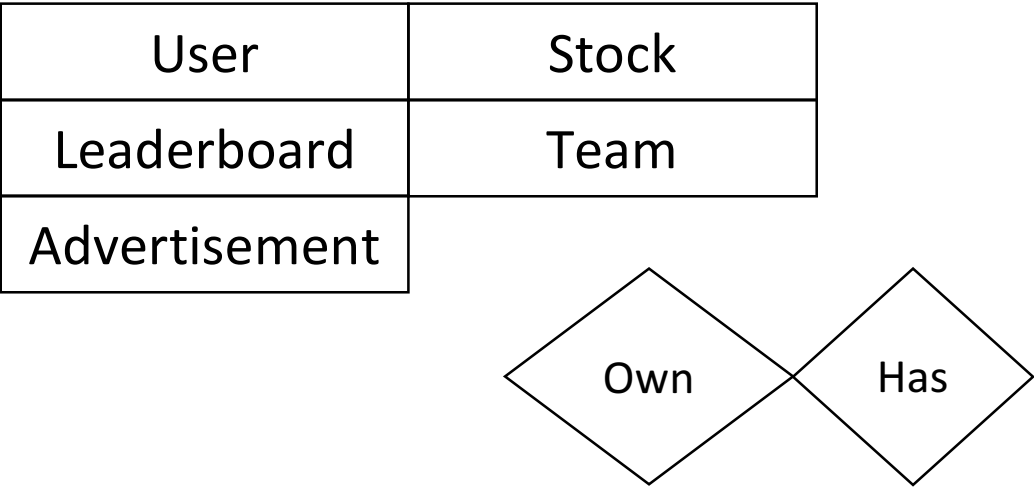 User
Stock
Leaderboard
Team
Advertisement
Own
Has